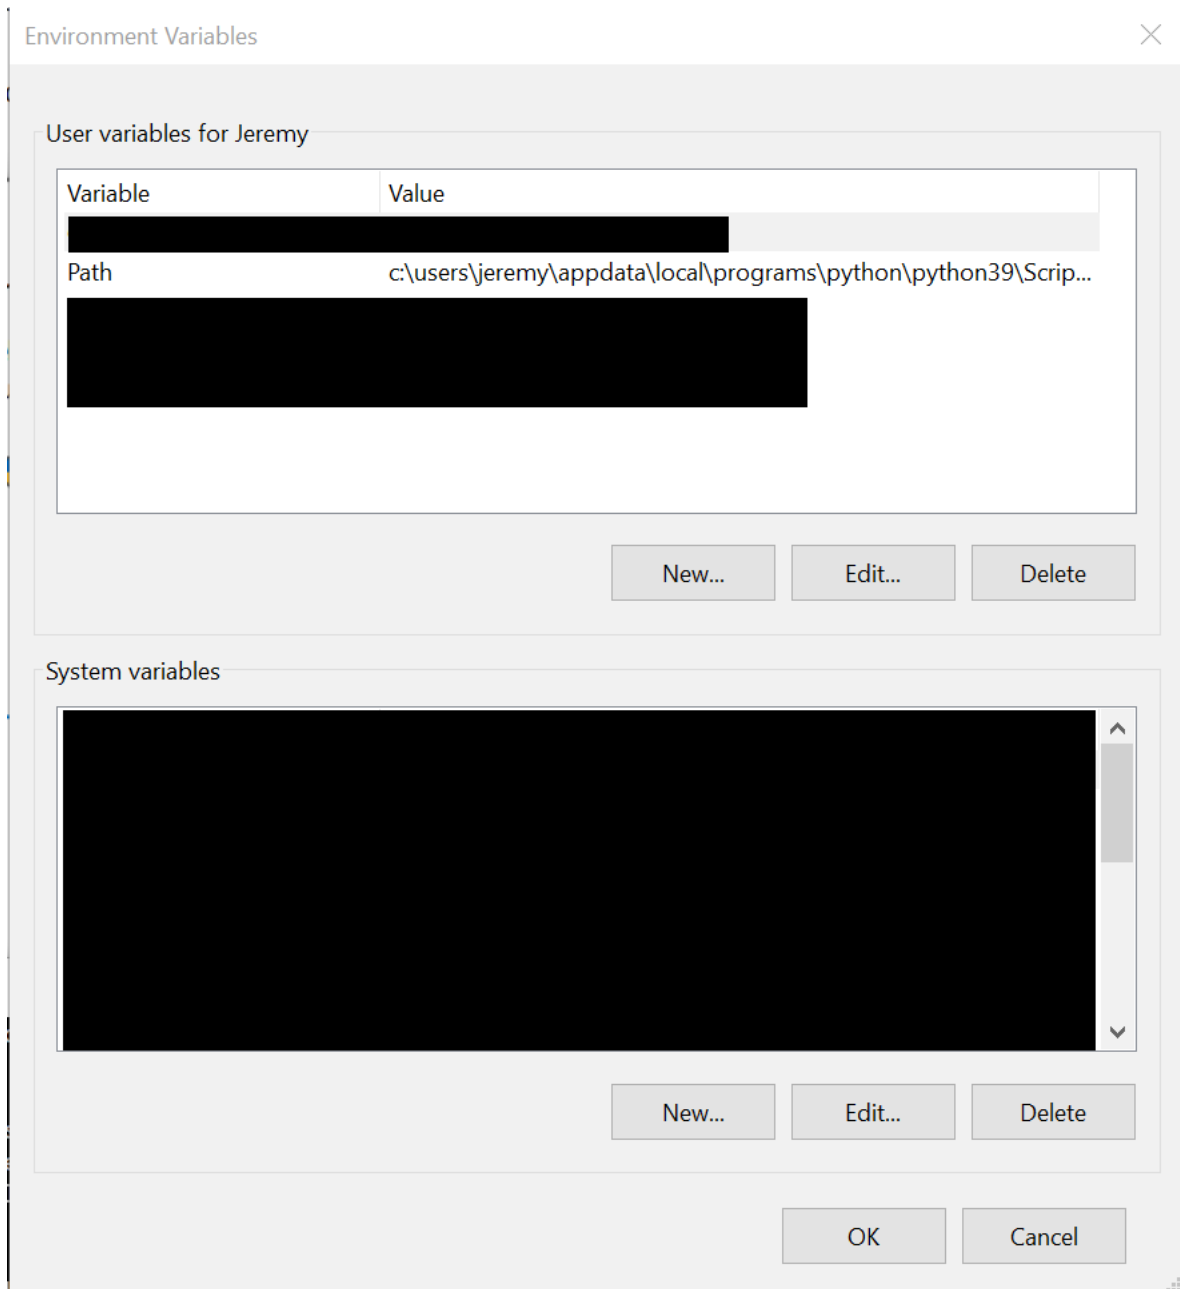 Environment Variables
User variables for Jeremy
Variable Value
Path c:\users\jeremy\appdata\local\programs\python\python39\Scrip...
New... Edit... Delete
System variables
New... Edit... Delete
OK Cancel